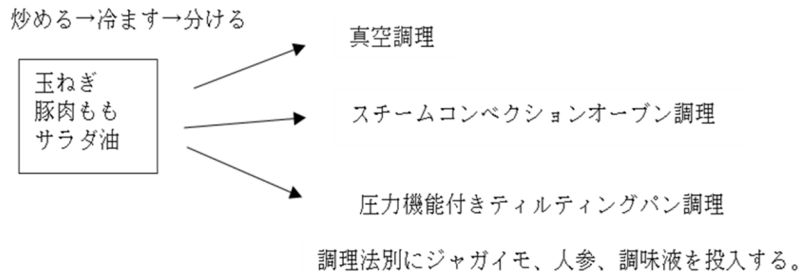 炒める→冷ます→分ける
玉ねぎ
豚肉もも
サラダ油
真空調理
スチームコンベクションオーブン調理
圧力機能付きティルティングパン調理
調理法別にジャガイモ、人参、調味液を投入する。